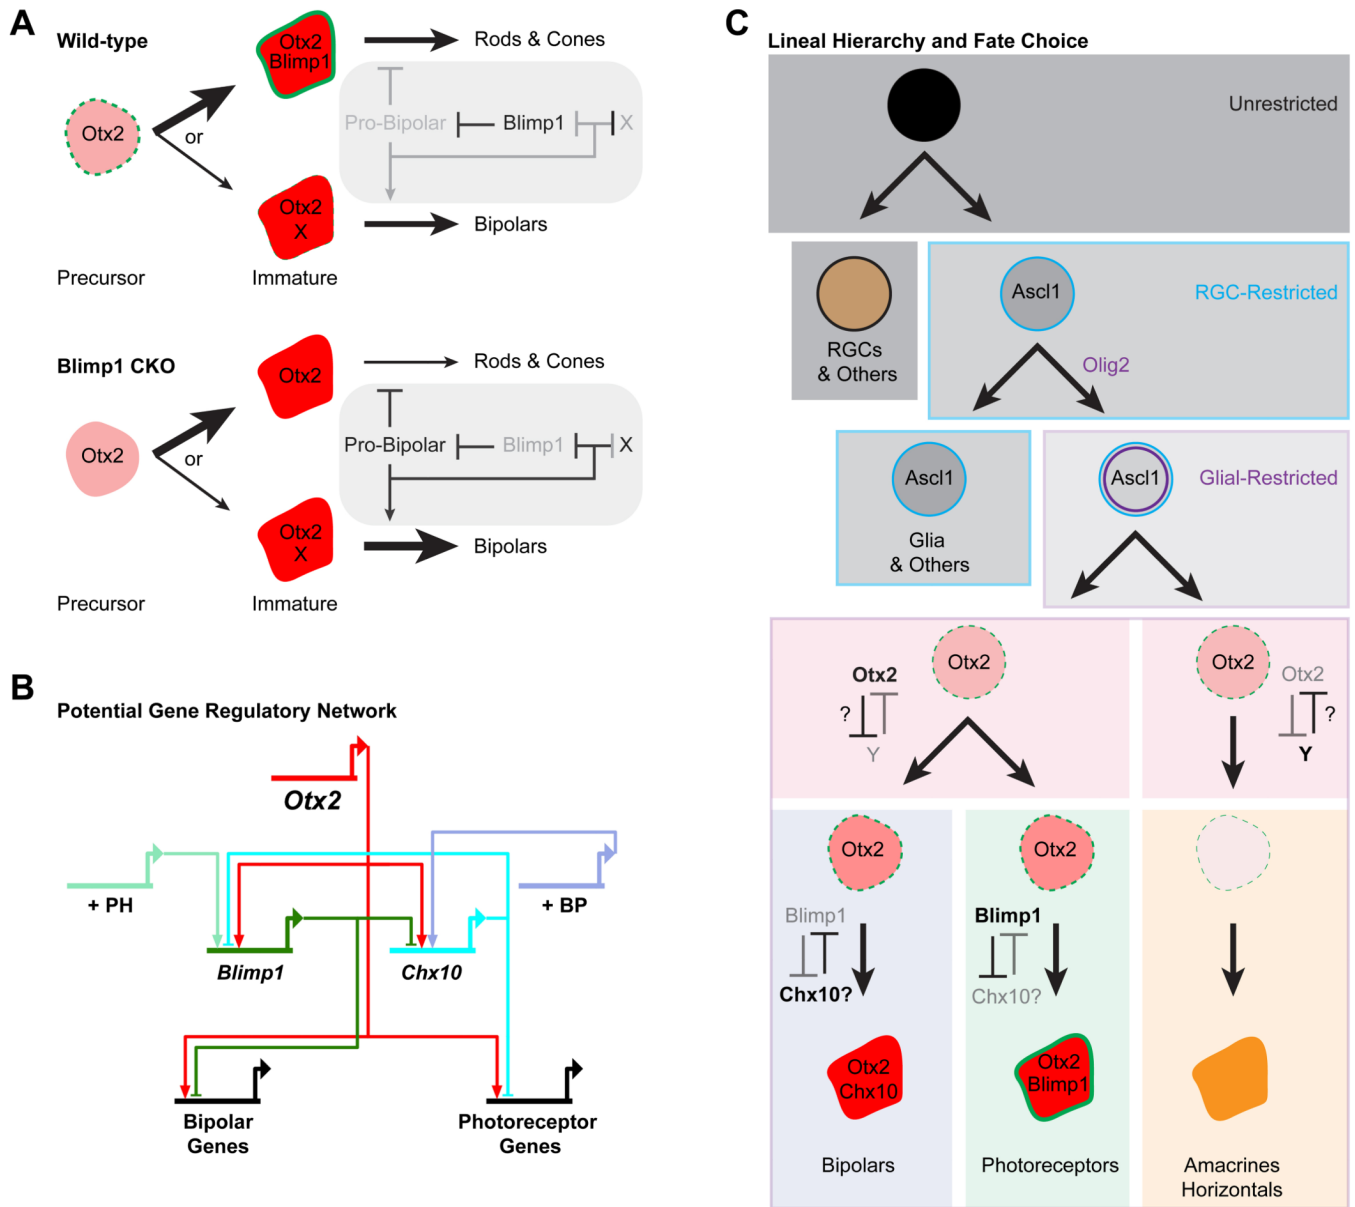 A
Wild-type
Otx2
Otx2
Blimp1
Rods & Cones
or
Pro-Bipolar
Blimp1
X
Otx2
X
Bipolars
Precursor
Immature
Blimp1 CKO
Otx2
Otx2
Rods & Cones
or
Pro-Bipolar
Blimp1
X
Otx2
X
Bipolars
Precursor
Immature
B
Potential Gene Regulatory Network
Otx2
+ PH
+ BP
Blimp1
Chx10
Bipolar
Genes
Photoreceptor
Genes
C
Lineal Hierarchy and Fate Choice
Unrestricted
RGCs
& Others
Ascl1
RGC-Restricted
Olig2
Ascl1
Glia
& Others
Ascl1
Glial-Restricted
Otx2
Otx2
?
Y
Otx2
Otx2
?
Y
Otx2
Blimp1
Chx10?
Otx2
Chx10
Bipolars
Otx2
Blimp1
Chx10?
Otx2
Blimp1
Photoreceptors
Amacrines
Horizontals